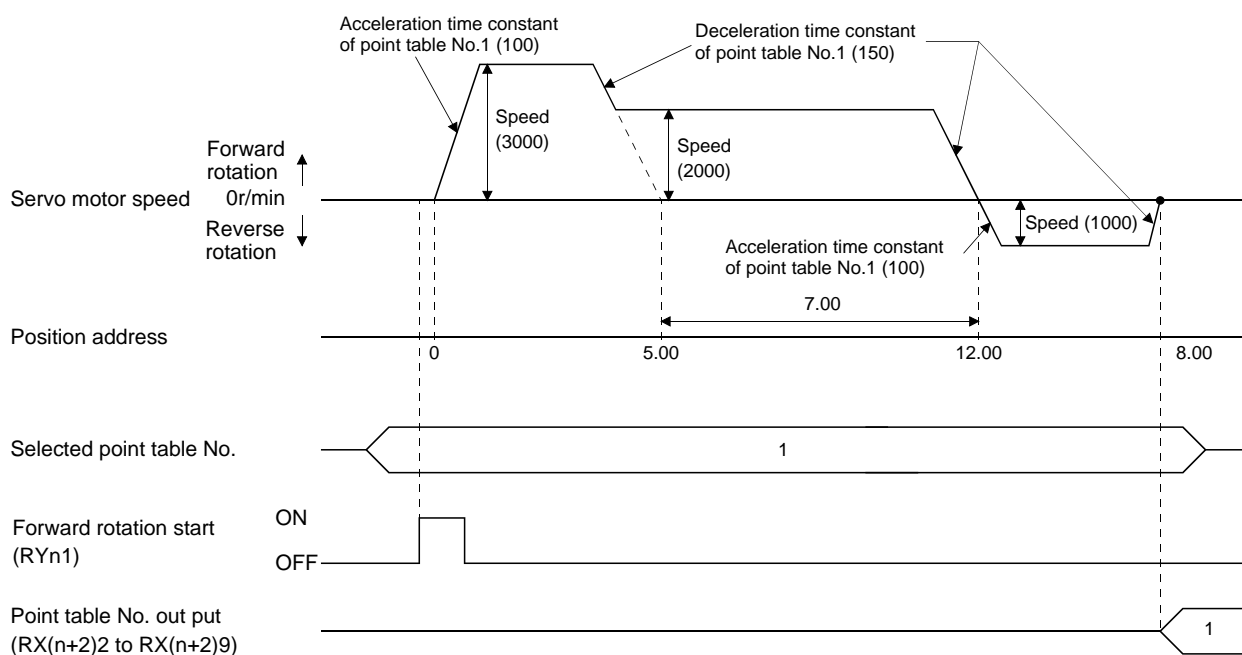 Acceleration time constant
of point table No.1 (100)
Deceleration time constant
of point table No.1 (150)
Speed
(3000)
Speed
(2000)
Forward
rotation
Servo motor speed
0r/min
Reverse
rotation
Speed (1000)
Acceleration time constant
of point table No.1 (100)
7.00
Position address
0
5.00
12.00
8.00
Selected point table No.
1
Forward rotation start
(RYn1)
ON
OFF
Point table No. out put
(RX(n+2)2 to RX(n+2)9)
1